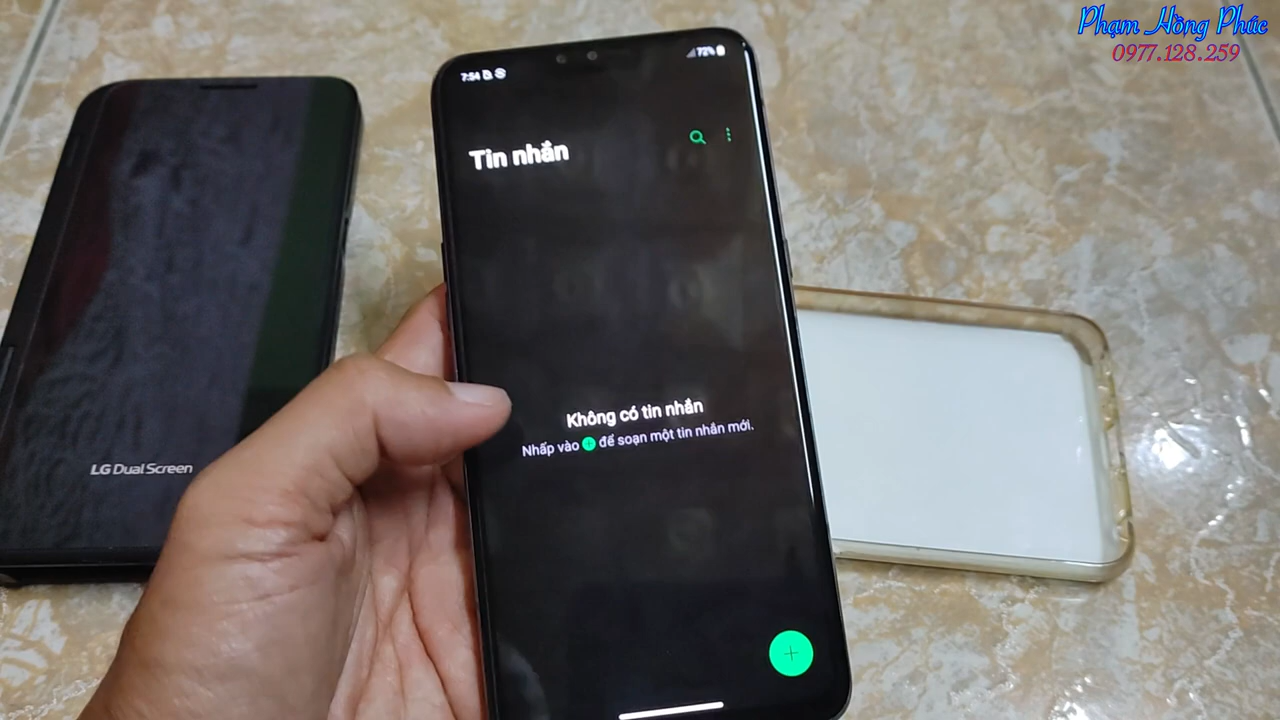 Phạm Hồng Phúc
0977.128.259
7:54
72%
Tin nhắn
Không có tin nhắn
Nhấp vào + để soạn một tin nhắn mới.
LG Dual Screen